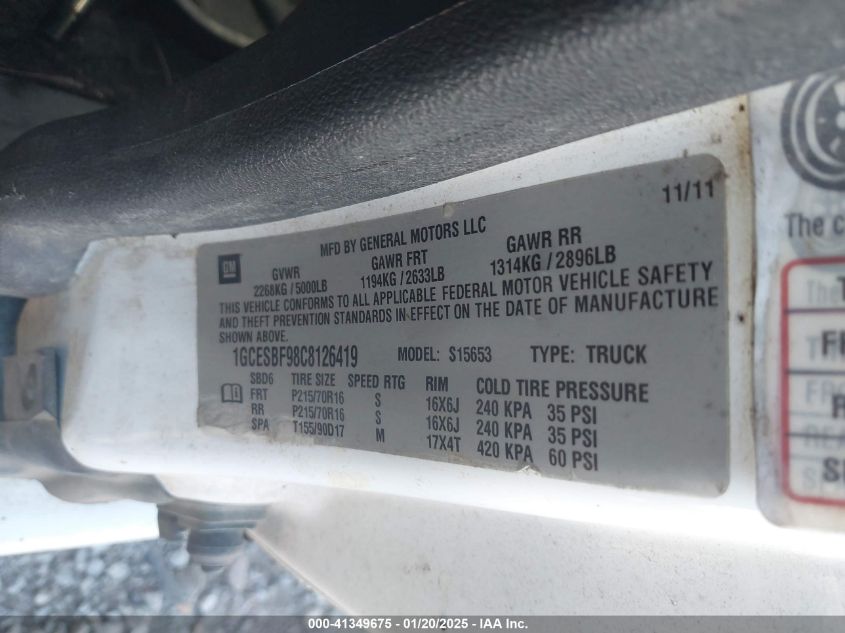 11/11
MFD BY GENERAL MOTORS LLC
GM
GVWR GAWR FRT GAWR RR
2268KG / 5000LB 1194KG / 2633LB 1314KG / 2896LB
THIS VEHICLE CONFORMS TO ALL APPLICABLE FEDERAL MOTOR VEHICLE SAFETY
AND THEFT PREVENTION STANDARDS IN EFFECT ON THE DATE OF MANUFACTURE
SHOWN ABOVE.
1GCESBF98C8126419 MODEL: S15653 TYPE: TRUCK
SBD6 TIRE SIZE SPEED RTG RIM COLD TIRE PRESSURE
FRT P215/70R16 S 16X6J 240 KPA 35 PSI
RR P215/70R16 S 16X6J 240 KPA 35 PSI
SPA T155/90D17 M 17X4T 420 KPA 60 PSI
The c
000-41349675 - 01/20/2025 - IAA Inc.